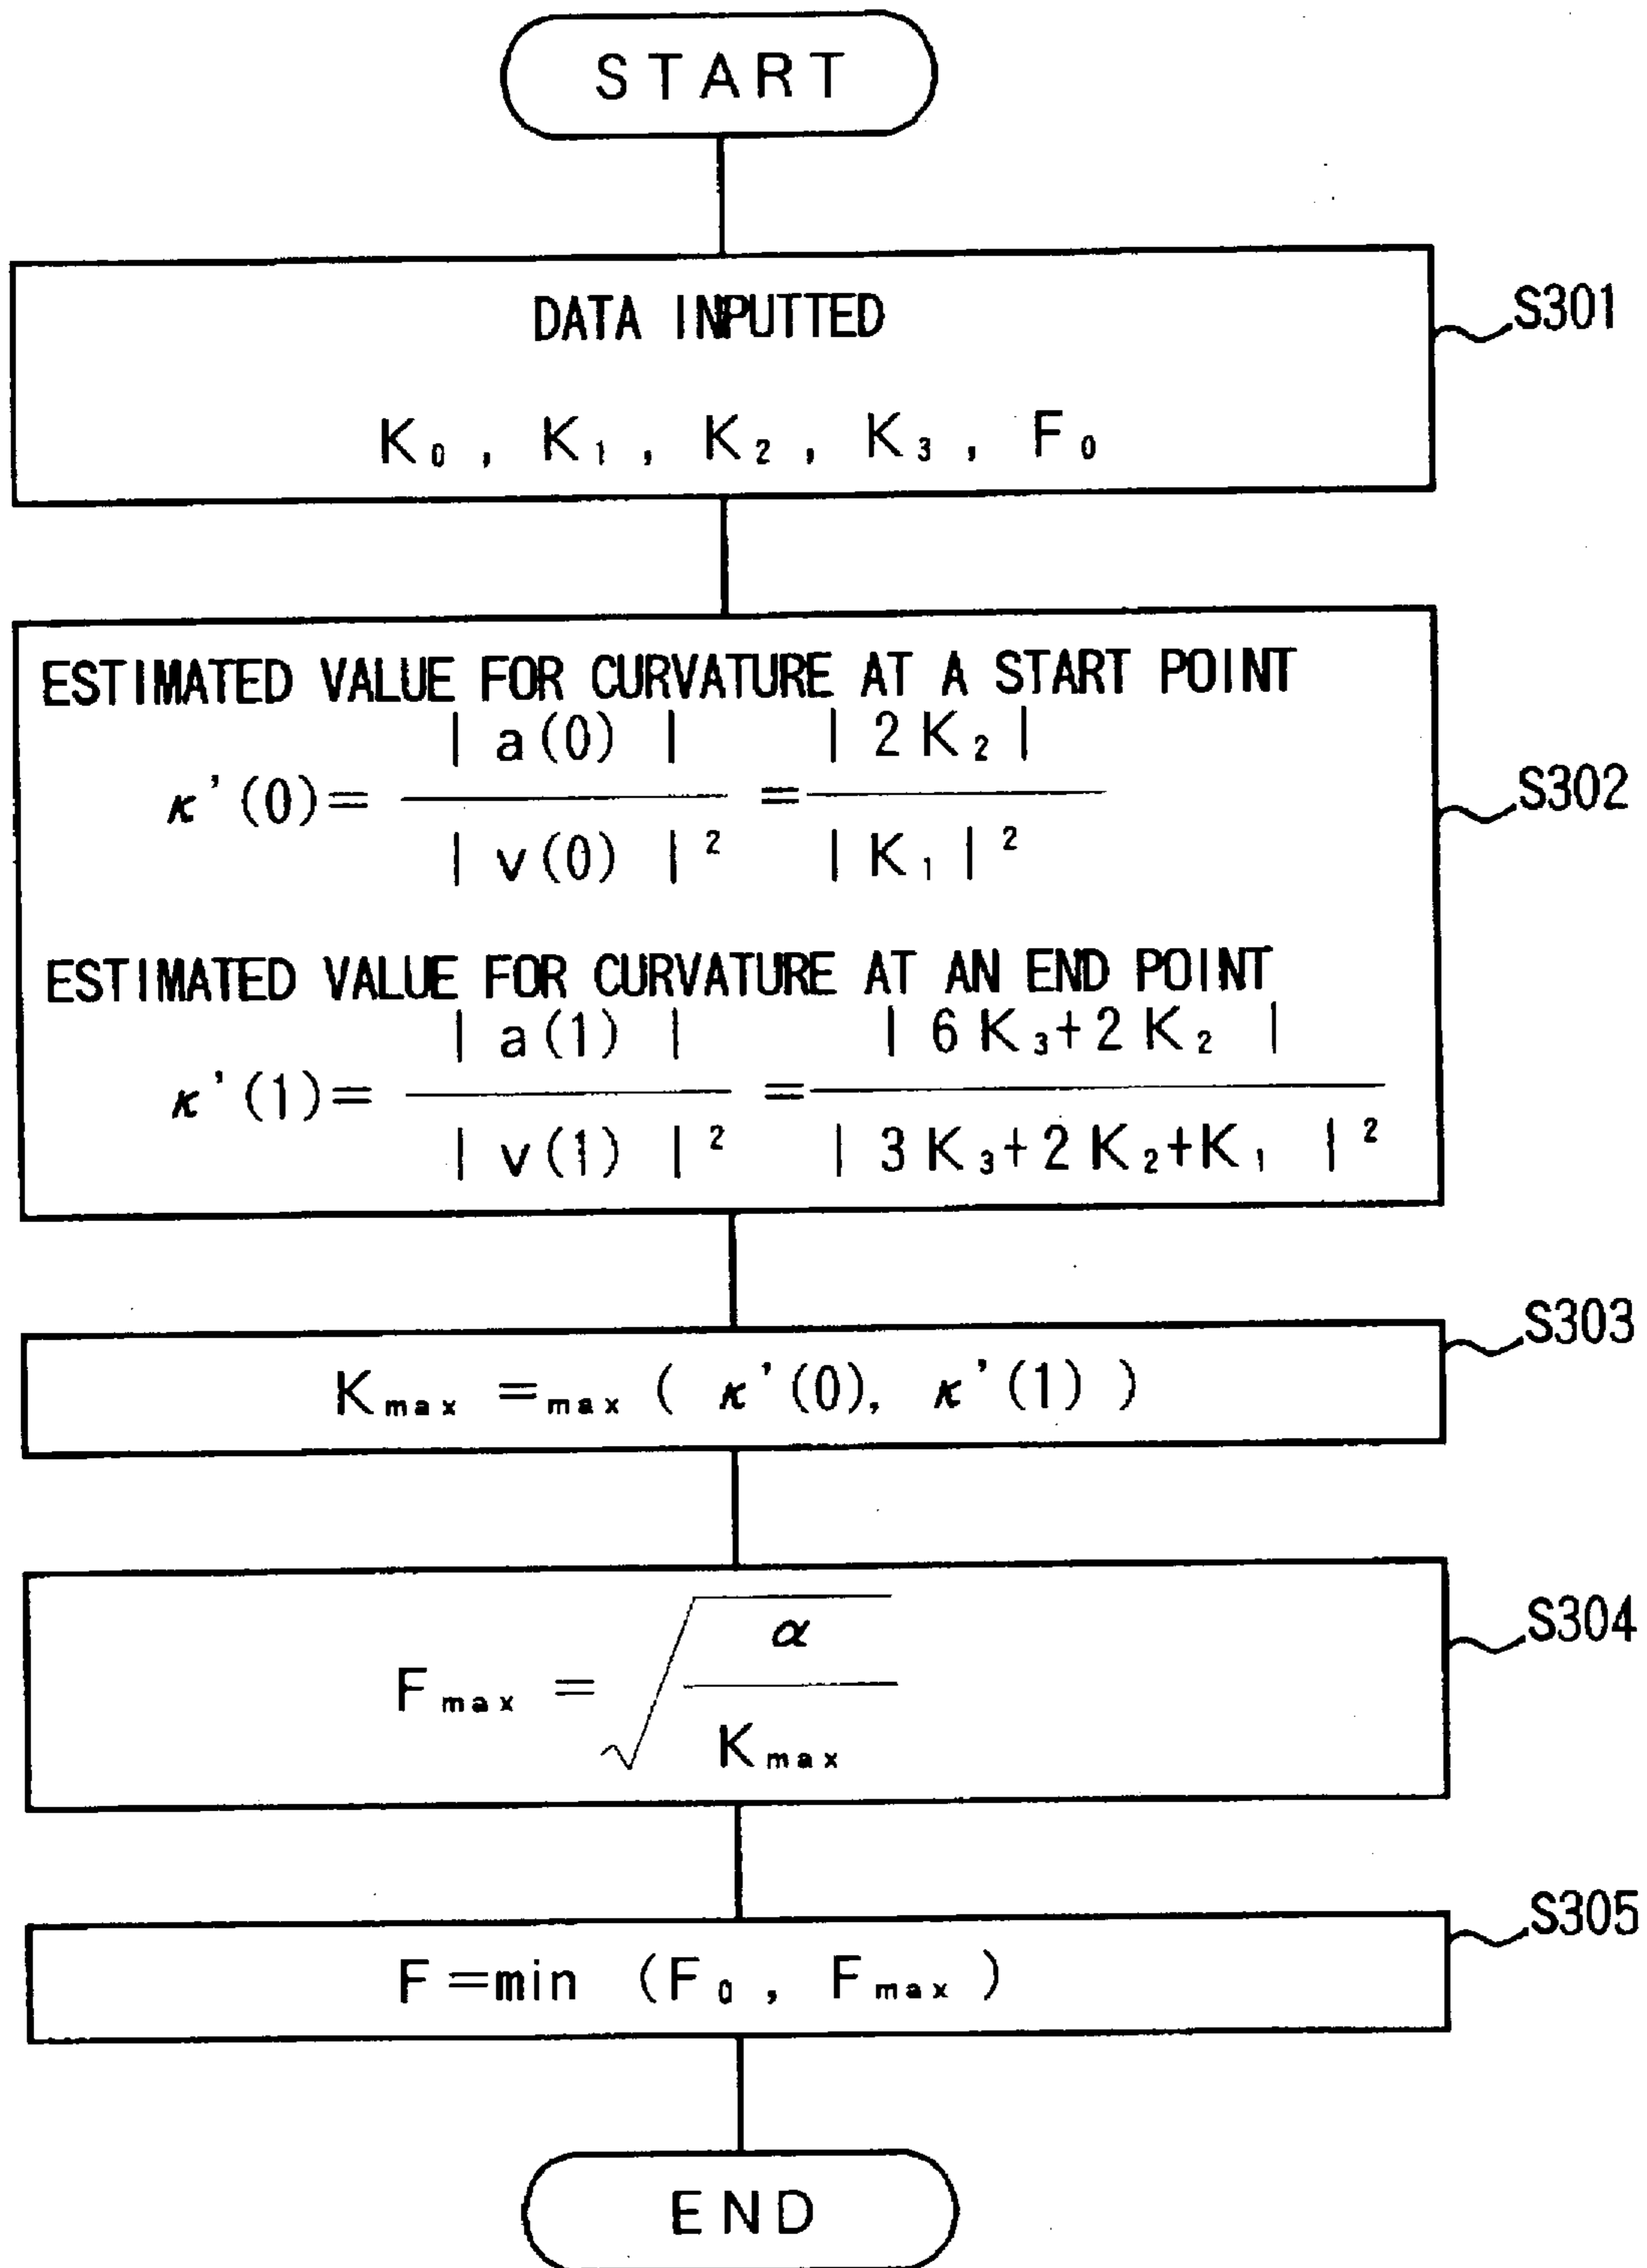 START
DATA INPUTTED
K₀, K₁, K₂, K₃, F₀
S301
ESTIMATED VALUE FOR CURVATURE AT A START POINT
κ'(0)= |a(0)| / |v(0)|² = |2K₂| / |K₁|²
S302
ESTIMATED VALUE FOR CURVATURE AT AN END POINT
κ'(1)= |a(1)| / |v(1)|² = |6K₃+2K₂| / |3K₃+2K₂+K₁|²
S303
Kmax =max ( κ'(0), κ'(1) )
S304
Fmax = √(α / Kmax)
S305
F=min (F₀, Fmax)
END